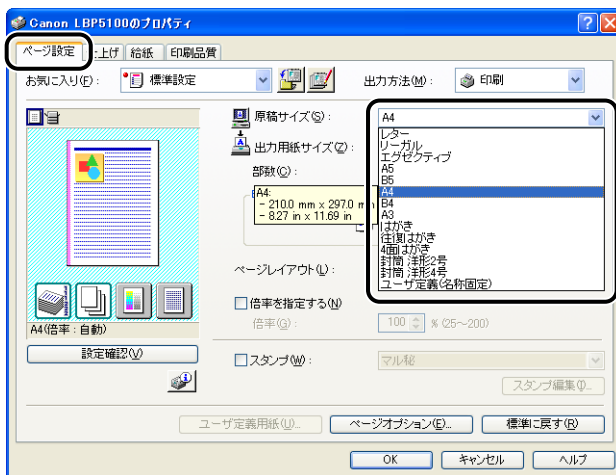 Canon LBP5100のプロパティ
ページ設定 上げ 給紙 印刷品質
お気に入り(F): 標準設定 出力方法(M): 印刷
原稿サイズ(S): A4
出力用紙サイズ(Z):
部数(C):
レター
リーガル
エグゼクティブ
A5
B5
A4
B4
A3
はがき
往復はがき
4面はがき
封筒 洋形2号
封筒 洋形4号
ユーザ定義(名称固定)
A4:
- 210.0 mm x 297.0 m
- 8.27 in x 11.69 in
ページレイアウト(L):
倍率を指定する(N)
倍率(G): 100 % (25~200)
A4(倍率:自動)
設定確認(V)
スタンプ(W): マル秘
スタンプ編集(I)...
ユーザ定義用紙(U)... ページオプション(E)... 標準に戻す(R)
OK キャンセル ヘルプ